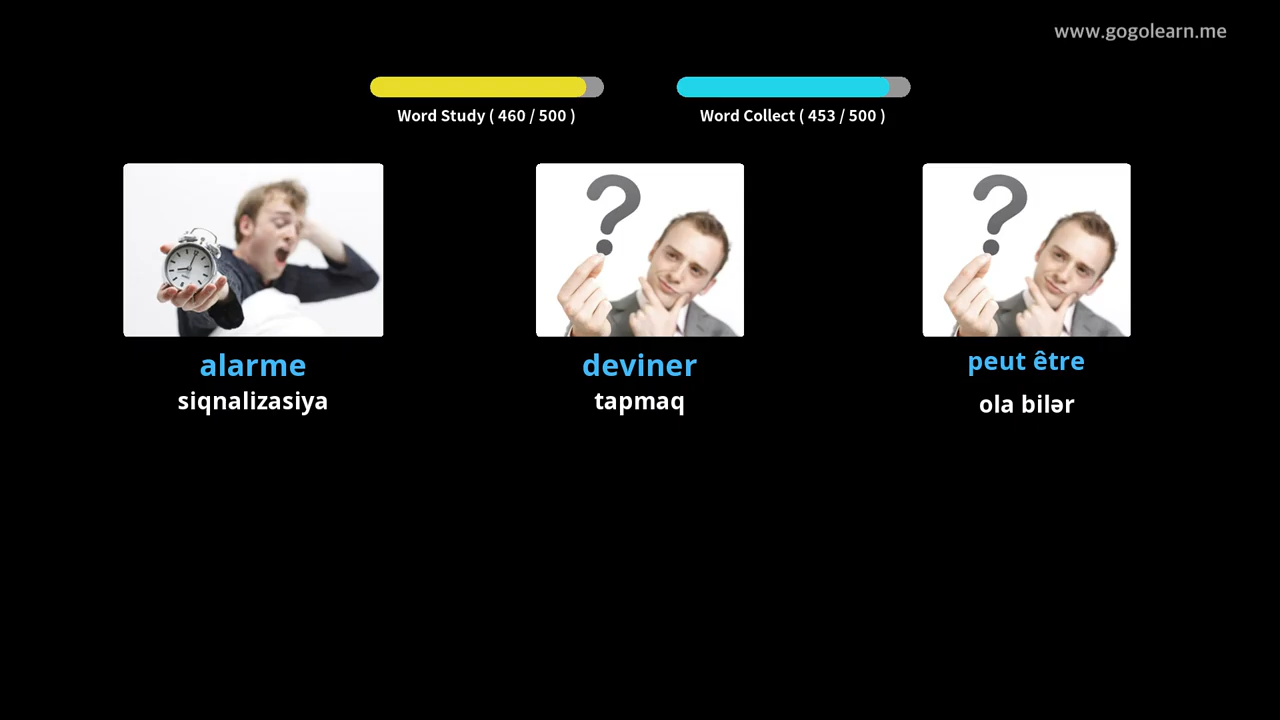 www.gogolearn.me
Word Study ( 460 / 500 )
Word Collect ( 453 / 500 )
alarme
siqnalizasiya
deviner
tapmaq
peut être
ola bilər